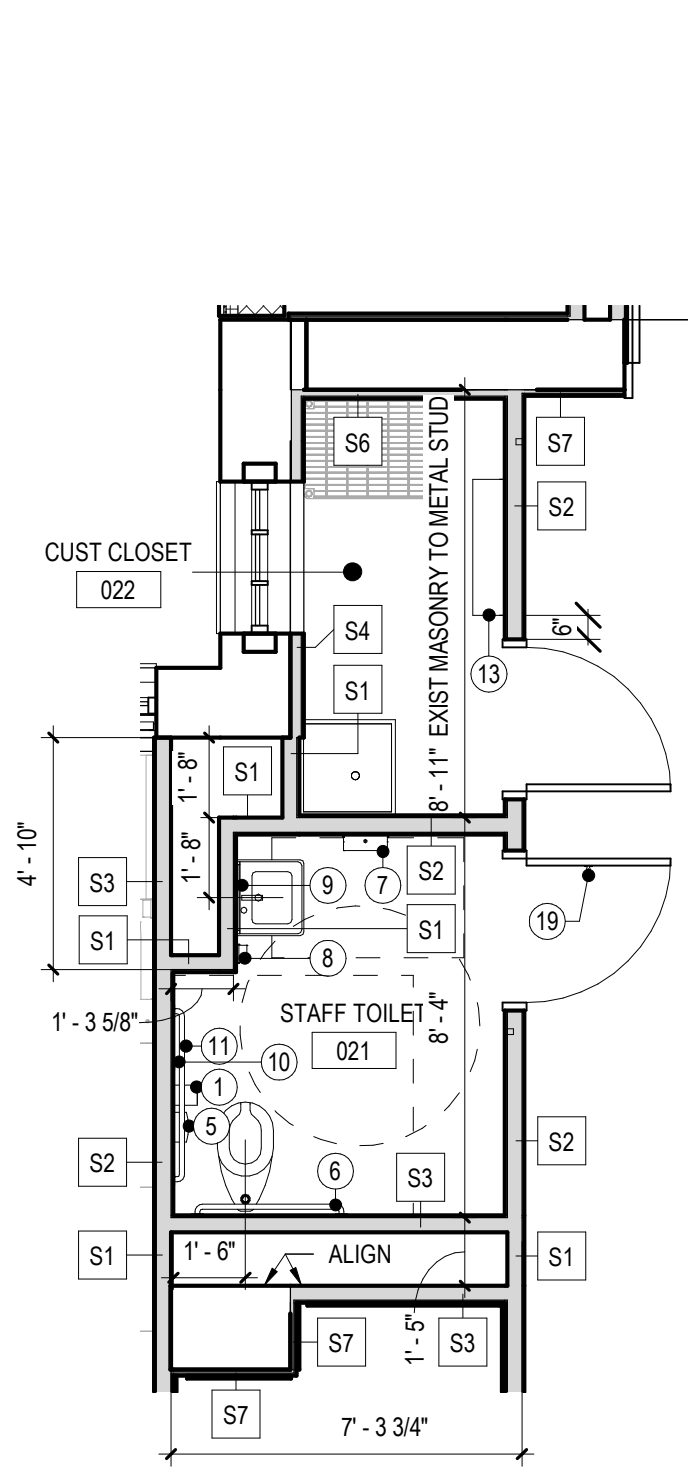 S6
S7
8' - 11" EXIST MASONRY TO METAL STUD
S2
CUST CLOSET
022
S4
6"
13
S1
1' - 8"
S1
4' - 10"
1' - 8"
S3
9
7
S2
19
S1
S1
8
1' - 3 5/8"
STAFF TOILET
021
8' - 4"
11
10
1
5
S2
S2
6
S3
S1
1' - 6"
ALIGN
S1
S7
1' - 5"
S3
S7
7' - 3 3/4"